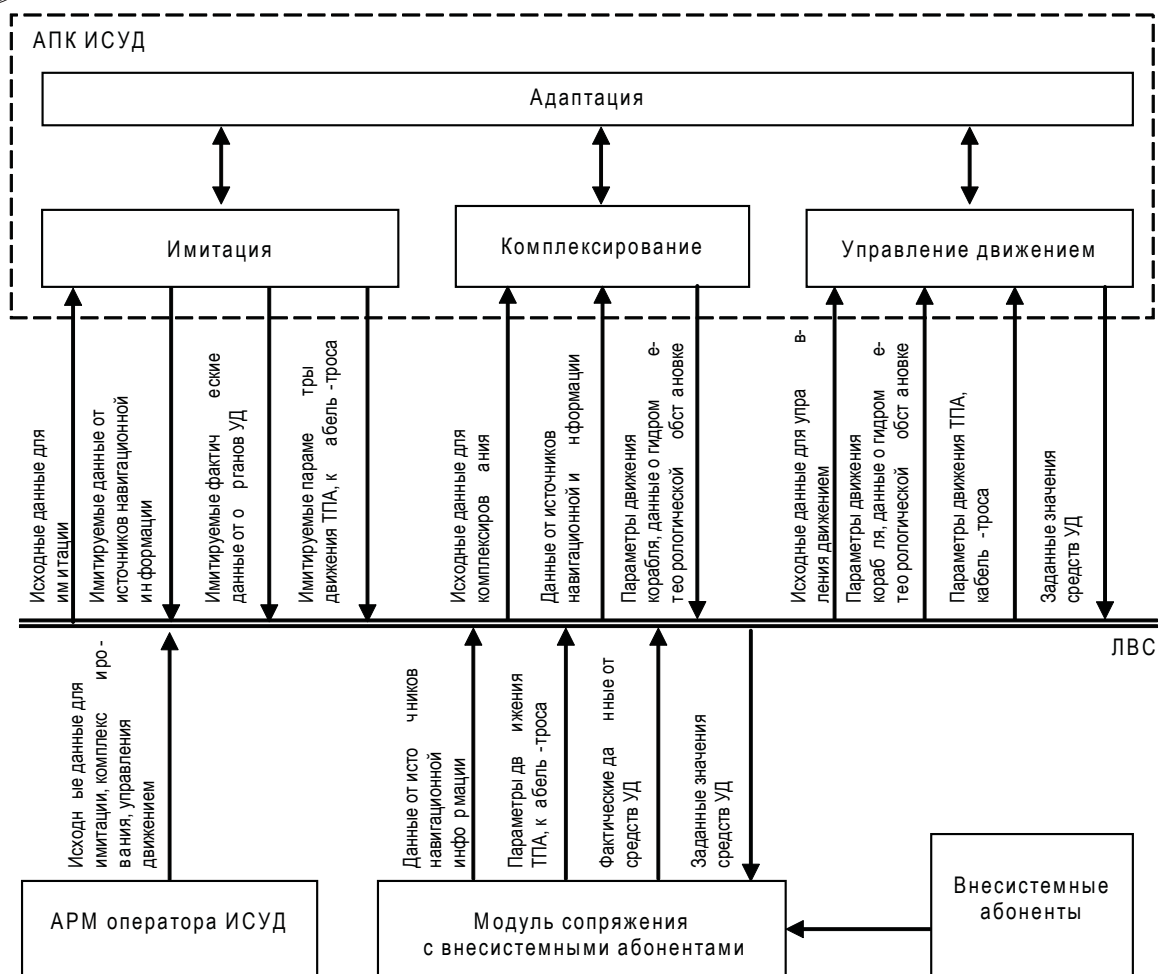 АПК ИСУД
Адаптация
Имитация
Комплексирование
Управление движением
Исходные данные для
им итации
Имитируемые данные от
источников навигационной
ин формации
Имитируемые фактич еские
данные от о рганов УД
Имитируемые параме тры
движения ТПА, к абель -троса
Исходные данные для
комплексиров ания
Данные от источников
навигационной и нформации
Параметры движения
корабля, данные о гидром е-
тео рологической обст ановке
Исходные данные для упра в-
ления движением
Параметры движения
кораб ля, данные о гидром е-
тео рологической обст ановке
Параметры движения ТПА,
кабель -троса
Заданные значения
средств УД
ЛВС
Исходн ые данные для
имитации, комплекс иро-
вания, управления
движением
Данные от исто чников
навигационной
инфо р мации
Параметры дв ижения
ТПА, к абель -троса
Фактические да нные от
средств УД
Заданные значения
средств УД
АРМ оператора ИСУД
Модуль сопряжения
с внесистемными абонентами
Внесистемные
абоненты